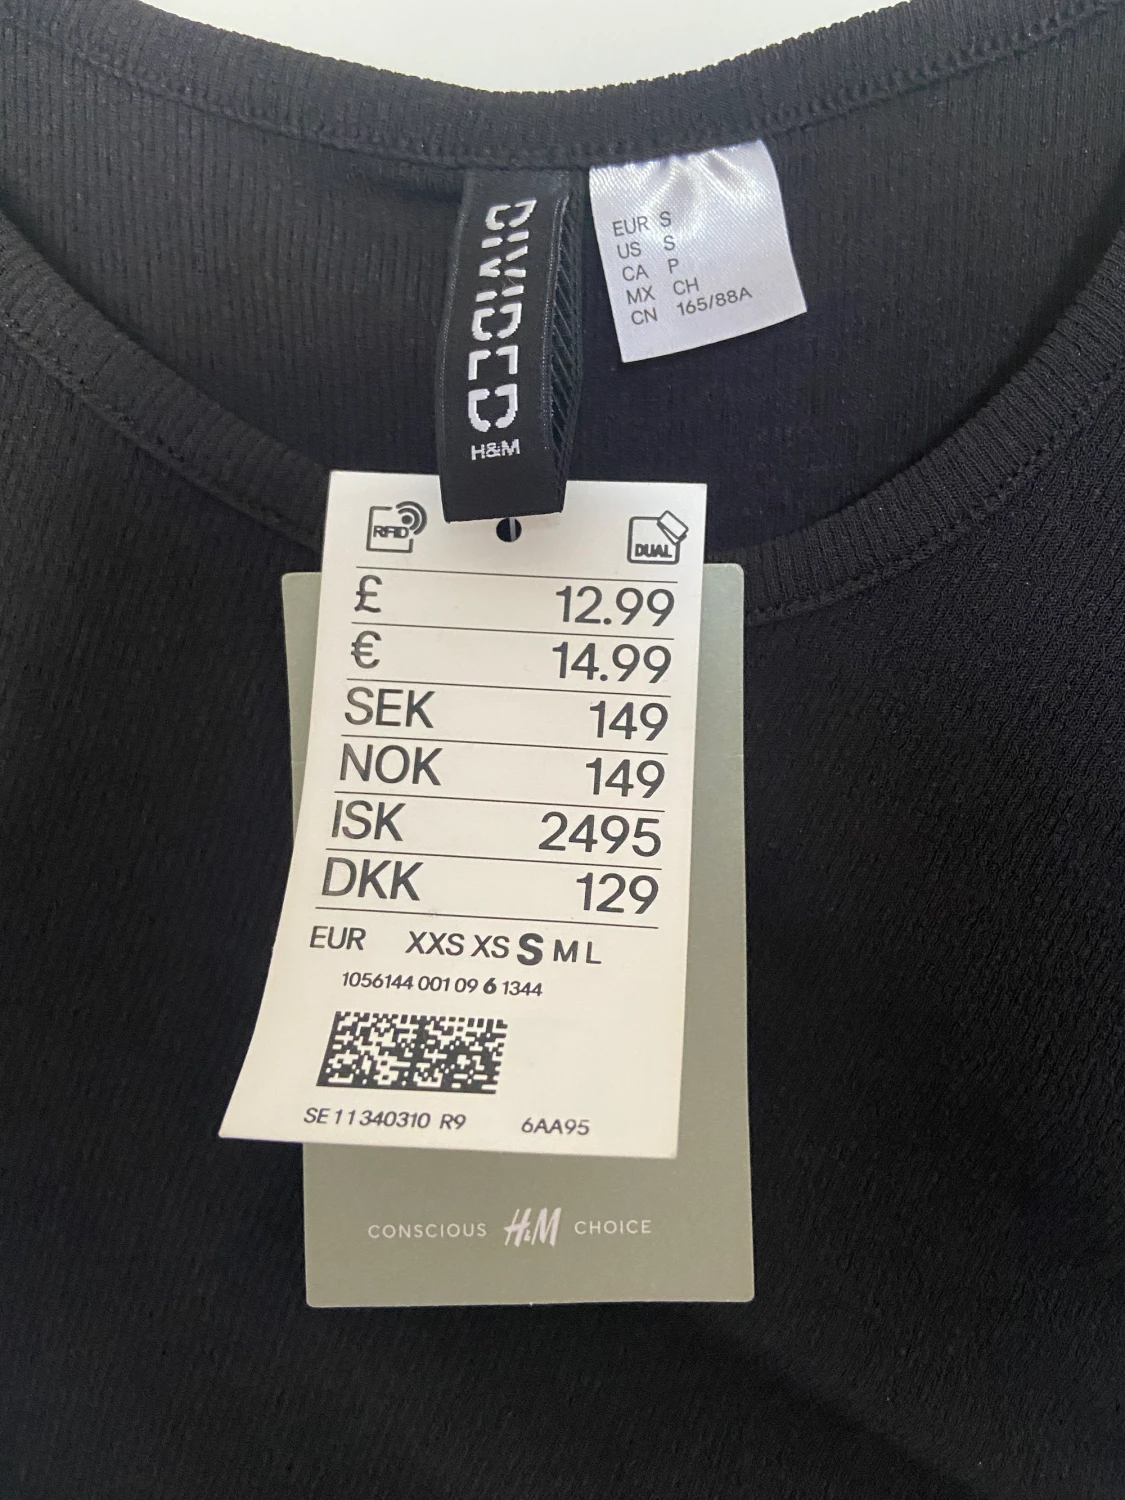 DIVIDED
H&M
EUR S
US S
CA P
MX CH
CN 165/88A
RFID
DUAL
£ 12.99
€ 14.99
SEK 149
NOK 149
ISK 2495
DKK 129
EUR XXS XS S M L
1056144 001 09 6 1344
SE 11340310 R9 6AA95
CONSCIOUS H&M CHOICE